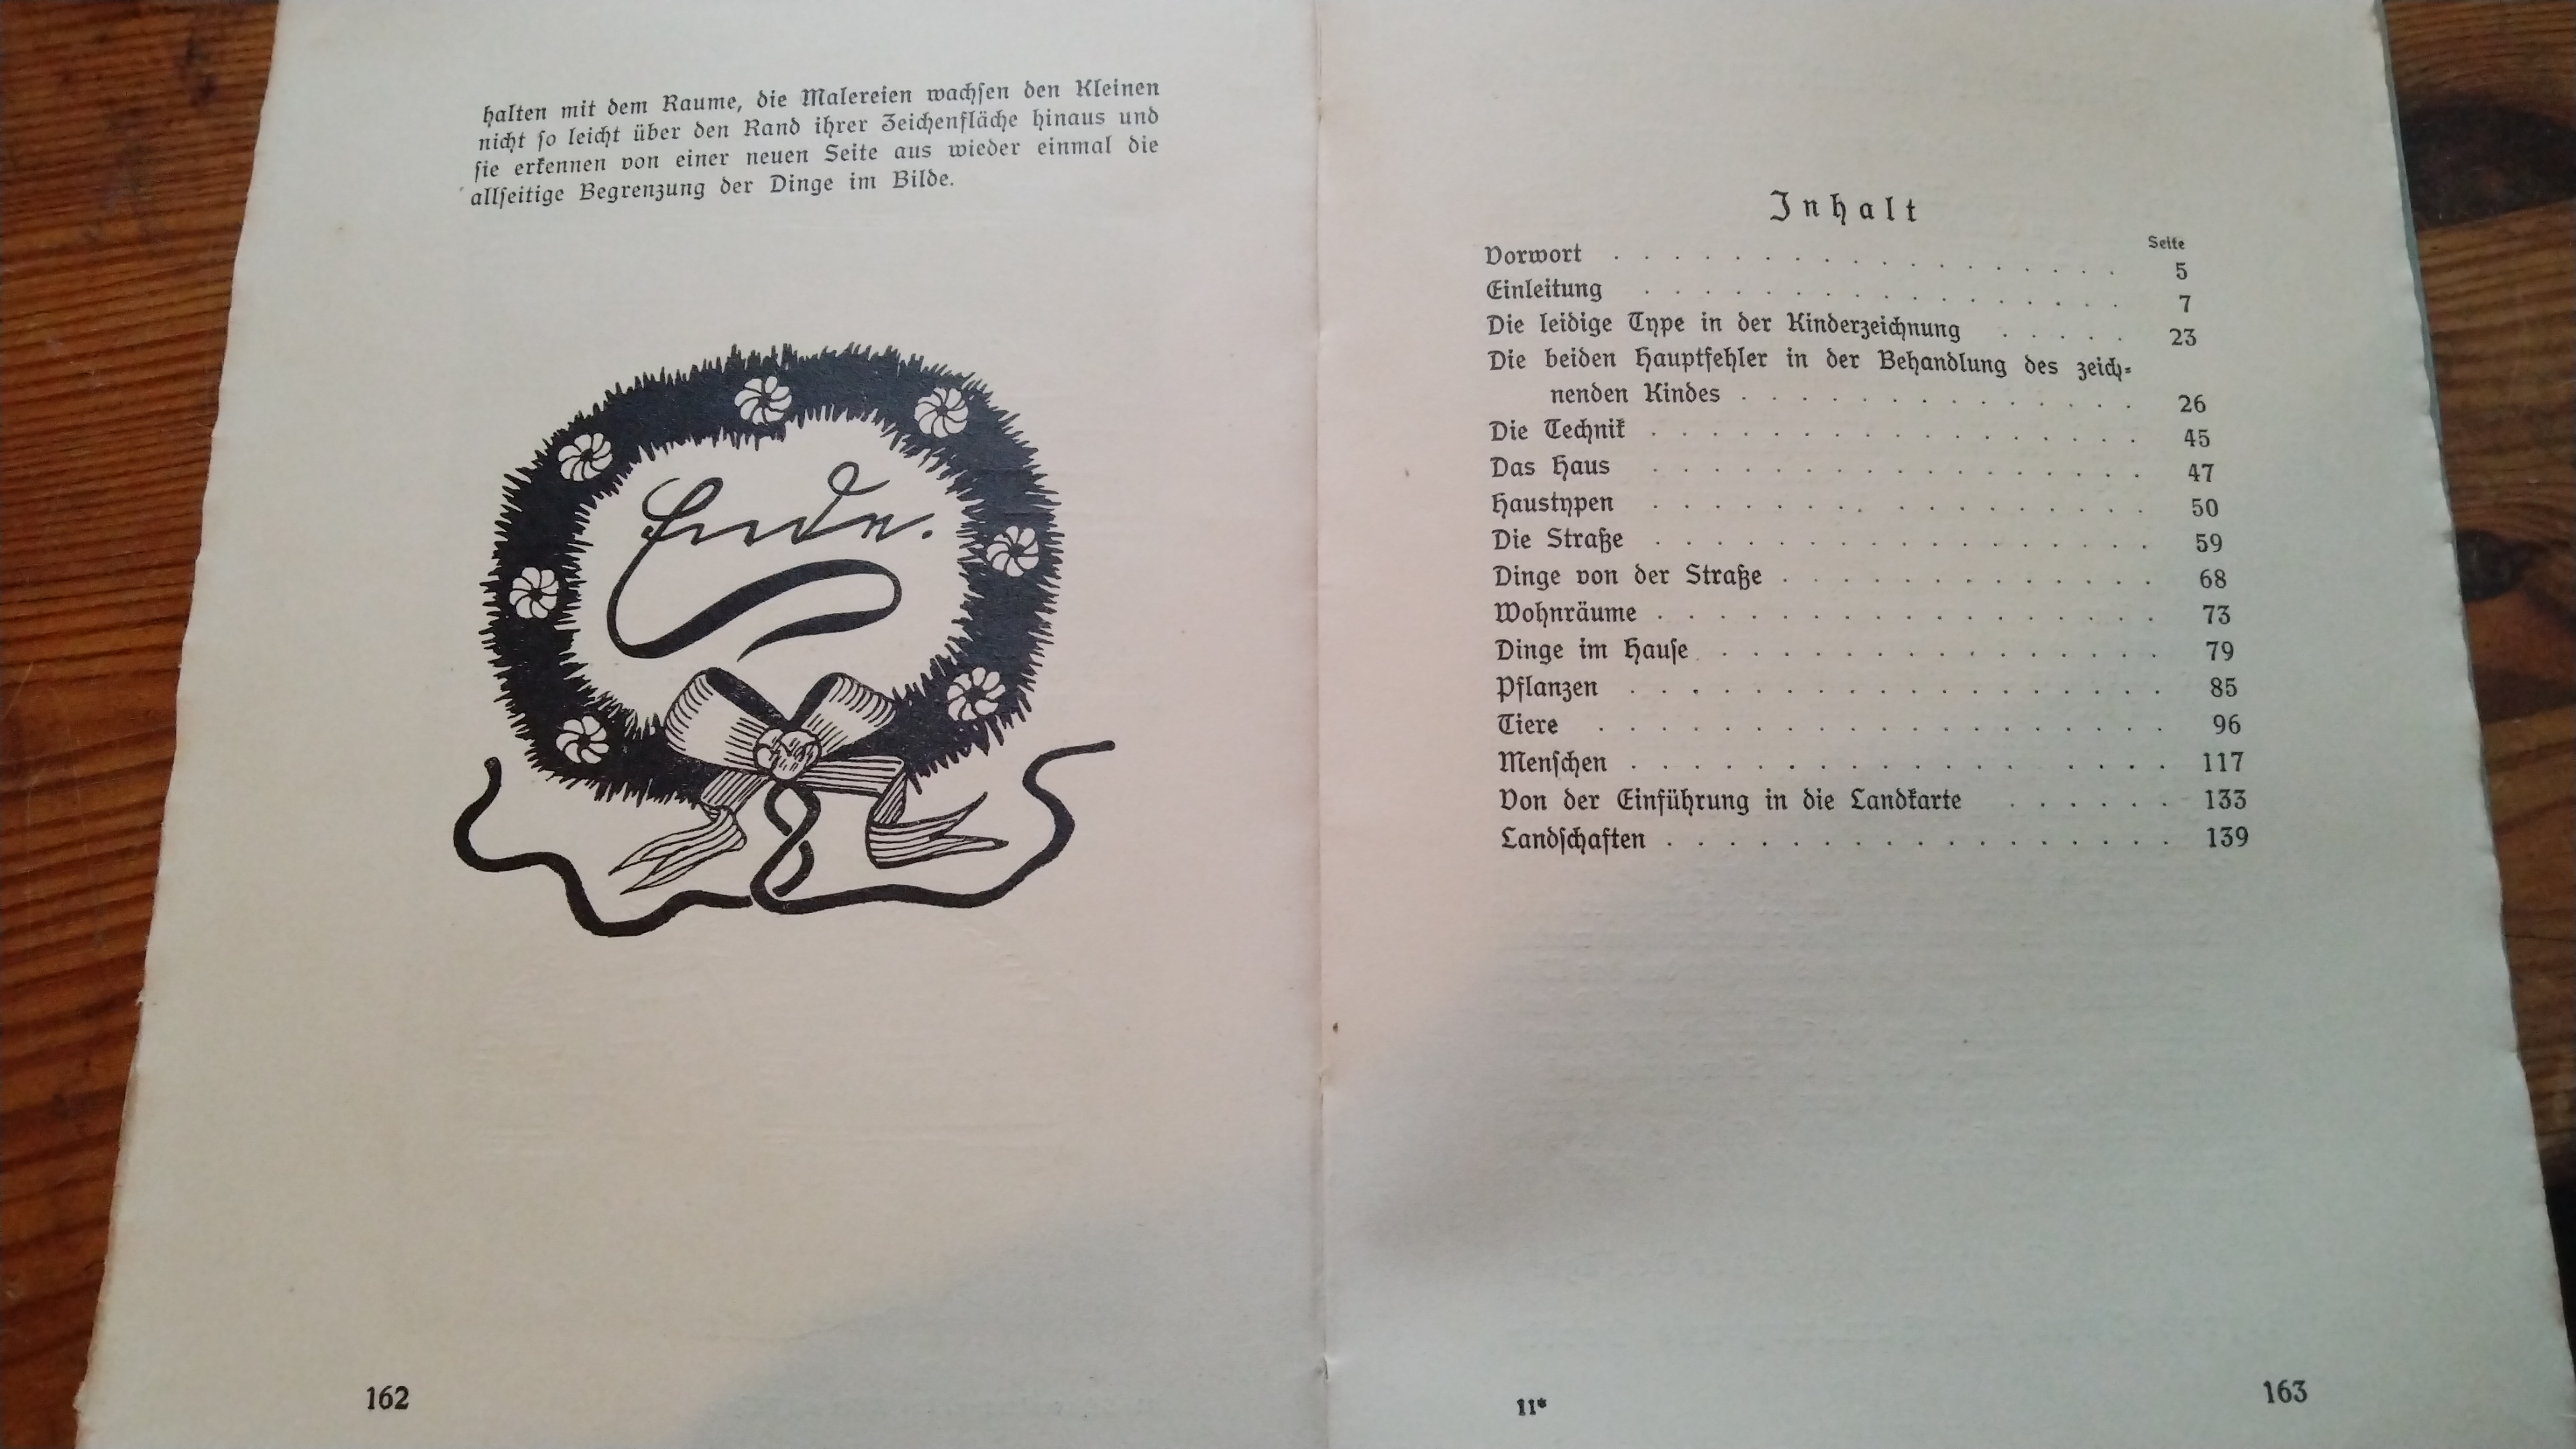 halten mit dem Raume, die Malereien wachſen den Kleinen
nicht ſo leicht über den Rand ihrer Zeichenfläche hinaus und
ſie erkennen von einer neuen Seite aus wieder einmal die
allſeitige Begrenzung der Dinge im Bilde.
Ende.
162
Inhalt
Seite
Vorwort . . . . . . . . . . . . . . . . . 5
Einleitung . . . . . . . . . . . . . . . . 7
Die leidige Type in der Kinderzeichnung . . . . . 23
Die beiden Hauptfehler in der Behandlung des zeich-
nenden Kindes . . . . . . . . . . . . . . 26
Die Technik . . . . . . . . . . . . . . . . . 45
Das Haus . . . . . . . . . . . . . . . . . 47
Haustypen . . . . . . . . . . . . . . . . . 50
Die Straße . . . . . . . . . . . . . . . . . 59
Dinge von der Straße . . . . . . . . . . . . . 68
Wohnräume . . . . . . . . . . . . . . . . . 73
Dinge im Hauſe . . . . . . . . . . . . . . . 79
Pflanzen . . . . . . . . . . . . . . . . . . 85
Tiere . . . . . . . . . . . . . . . . . . . 96
Menſchen . . . . . . . . . . . . . . . . . . 117
Von der Einführung in die Landkarte . . . . . . 133
Landſchaften . . . . . . . . . . . . . . . . . 139
11*
163